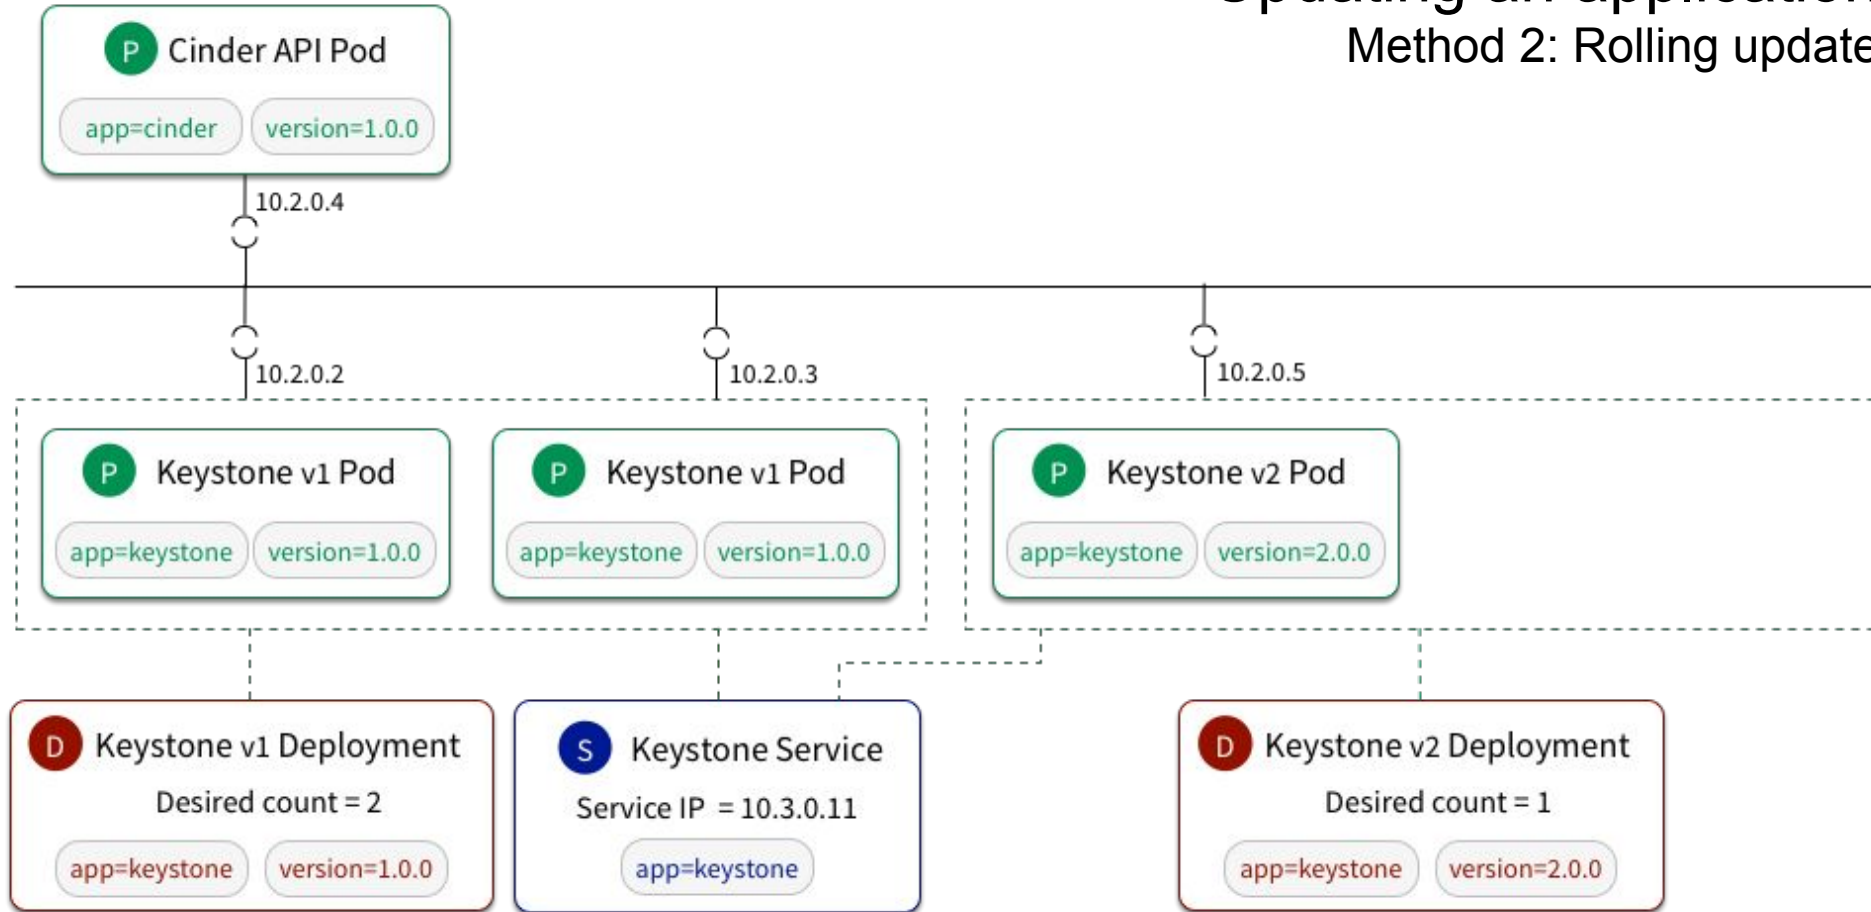 Updating an application
Method 2: Rolling update
P Cinder API Pod
app=cinder version=1.0.0
10.2.0.4
10.2.0.2 10.2.0.3 10.2.0.5
P Keystone v1 Pod
app=keystone version=1.0.0
P Keystone v1 Pod
app=keystone version=1.0.0
P Keystone v2 Pod
app=keystone version=2.0.0
D Keystone v1 Deployment
Desired count = 2
app=keystone version=1.0.0
S Keystone Service
Service IP = 10.3.0.11
app=keystone
D Keystone v2 Deployment
Desired count = 1
app=keystone version=2.0.0